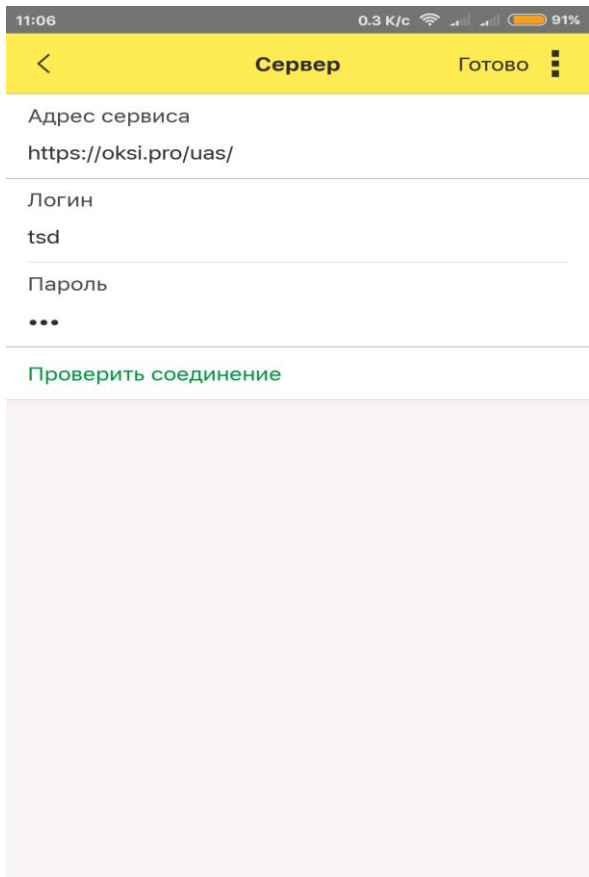 11:06 0.3 K/c 91%
Сервер Готово
Адрес сервиса
https://oksi.pro/uas/
Логин
tsd
Пароль
•••
Проверить соединение